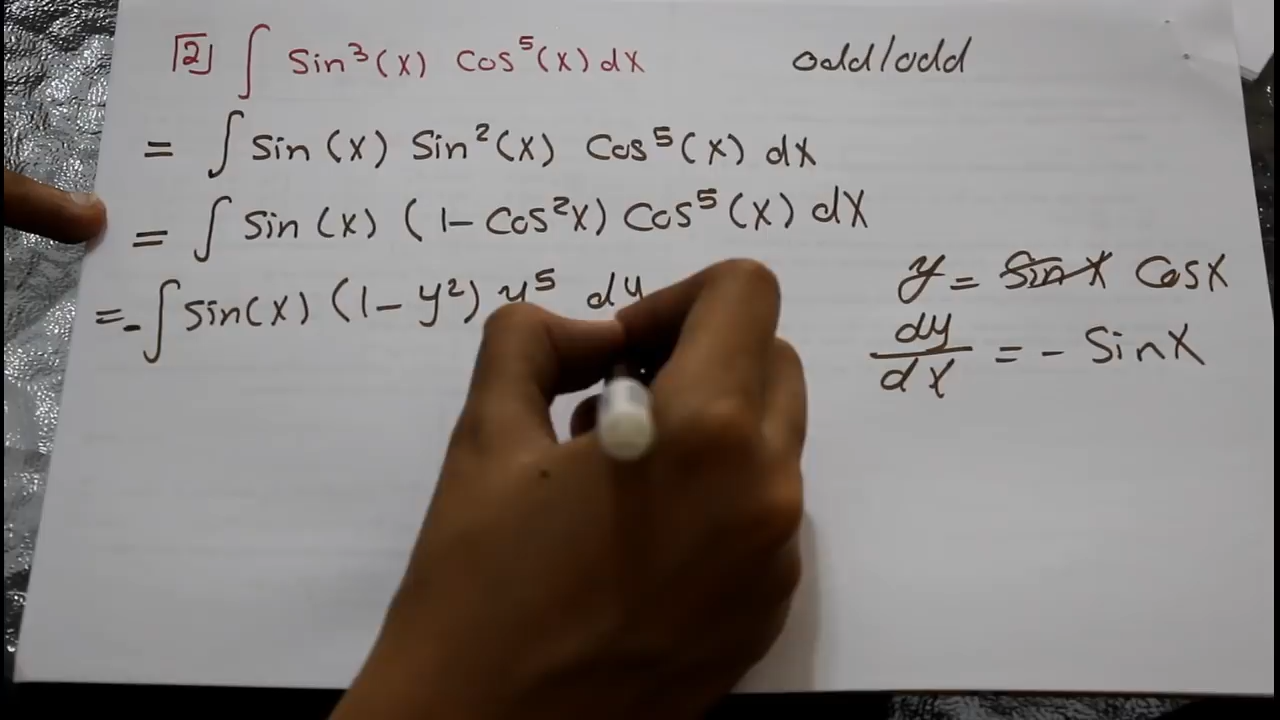 2 ∫ Sin³(x) Cos⁵(x) dx odd/odd
= ∫ Sin (x) Sin²(x) Cos⁵(x) dx
= ∫ Sin (x) (1 - Cos²x) Cos⁵(x) dx
= - ∫ Sin(x) (1 - y²) y⁵ dy
y = Sin x Cos x
dy/dx = - Sin x